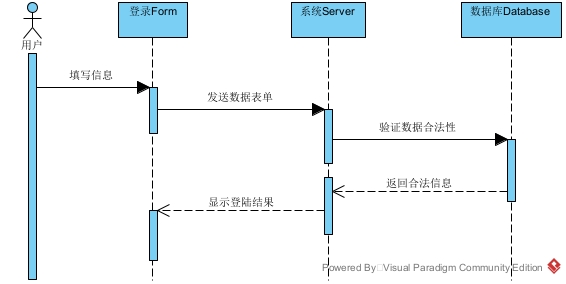 登录Form
系统Server
数据库Database
用户
填写信息
发送数据表单
验证数据合法性
返回合法信息
显示登陆结果
Powered By Visual Paradigm Community Edition